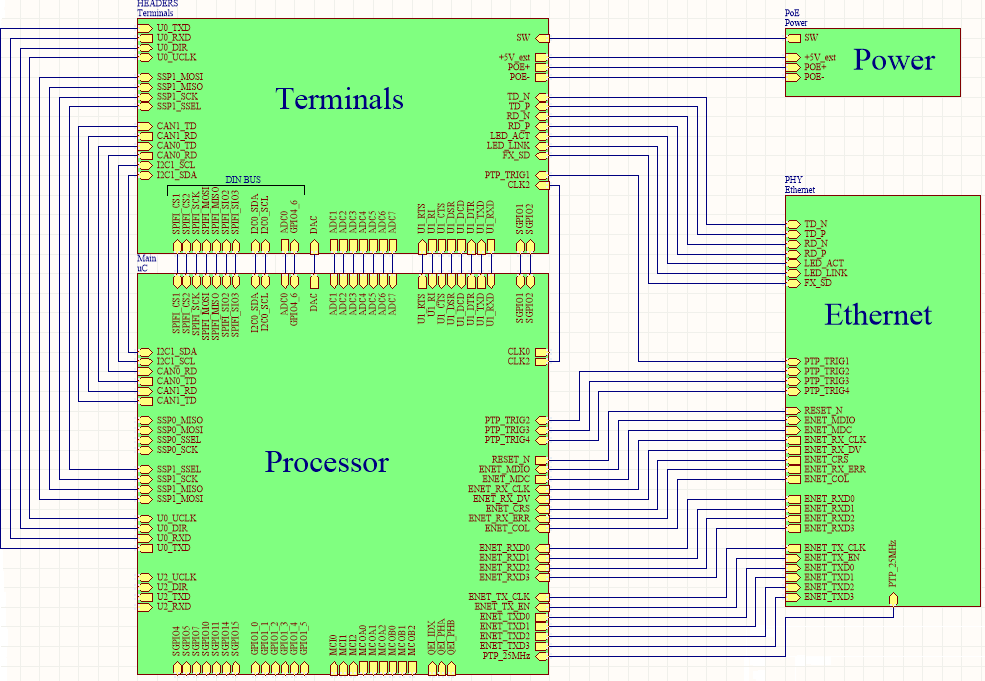 HEADERS
Terminals
U0_TXD
U0_RXD
U0_DIR
U0_UCLK
SSP1_MOSI
SSP1_MISO
SSP1_SCK
SSP1_SSEL
CAN1_TD
CAN1_RD
CAN0_TD
CAN0_RD
I2C1_SCL
I2C1_SDA
Terminals
SW
+5V_ext
POE+
POE-
TD_N
TD_P
RD_N
RD_P
LED_ACT
LED_LINK
FX_SD
PTP_TRIG1
CLK2
DIN BUS
SPIFI_CS1
SPIFI_CS2
SPIFI_SCK
SPIFI_MOSI
SPIFI_MISO
SPIFI_SIO2
SPIFI_SIO3
I2C0_SDA
I2C0_SCL
ADC0
GPIO4_6
DAC
ADC1
ADC2
ADC3
ADC4
ADC5
ADC6
ADC7
U1_RTS
U1_RI
U1_CTS
U1_DSR
U1_DCD
U1_DTR
U1_TXD
U1_RXD
SGPIO1
SGPIO2
PoE
Power
SW
+5V_ext
POE+
POE-
Power
Main
uC
SPIFI_CS1
SPIFI_CS2
SPIFI_SCK
SPIFI_MOSI
SPIFI_MISO
SPIFI_SIO2
SPIFI_SIO3
I2C0_SDA
I2C0_SCL
ADC0
GPIO4_6
DAC
ADC1
ADC2
ADC3
ADC4
ADC5
ADC6
ADC7
U1_RTS
U1_RI
U1_CTS
U1_DSR
U1_DCD
U1_DTR
U1_TXD
U1_RXD
SGPIO1
SGPIO2
I2C1_SDA
I2C1_SCL
CAN0_RD
CAN0_TD
CAN1_RD
CAN1_TD
SSP0_MISO
SSP0_MOSI
SSP0_SSEL
SSP0_SCK
SSP1_SSEL
SSP1_SCK
SSP1_MISO
SSP1_MOSI
U0_UCLK
U0_DIR
U0_RXD
U0_TXD
U2_UCLK
U2_DIR
U2_TXD
U2_RXD
Processor
CLK0
CLK2
PTP_TRIG2
PTP_TRIG3
PTP_TRIG4
RESET_N
ENET_MDIO
ENET_MDC
ENET_RX_CLK
ENET_RX_DV
ENET_CRS
ENET_RX_ERR
ENET_COL
ENET_RXD0
ENET_RXD1
ENET_RXD2
ENET_RXD3
ENET_TX_CLK
ENET_TX_EN
ENET_TXD0
ENET_TXD1
ENET_TXD2
ENET_TXD3
PTP_25MHz
SGPIO4
SGPIO5
SGPIO7
SGPIO10
SGPIO11
SGPIO14
SGPIO15
GPIO1_0
GPIO1_1
GPIO1_2
GPIO1_3
GPIO1_4
GPIO1_5
MCI0
MCI1
MCI2
MCOA0
MCOA1
MCOA2
MCOB0
MCOB1
MCOB2
QEI_IDX
QEI_PHA
QEI_PHB
PHY
Ethernet
TD_N
TD_P
RD_N
RD_P
LED_ACT
LED_LINK
FX_SD
Ethernet
PTP_TRIG1
PTP_TRIG2
PTP_TRIG3
PTP_TRIG4
RESET_N
ENET_MDIO
ENET_MDC
ENET_RX_CLK
ENET_RX_DV
ENET_CRS
ENET_RX_ERR
ENET_COL
ENET_RXD0
ENET_RXD1
ENET_RXD2
ENET_RXD3
ENET_TX_CLK
ENET_TX_EN
ENET_TXD0
ENET_TXD1
ENET_TXD2
ENET_TXD3
PTP_25MHz